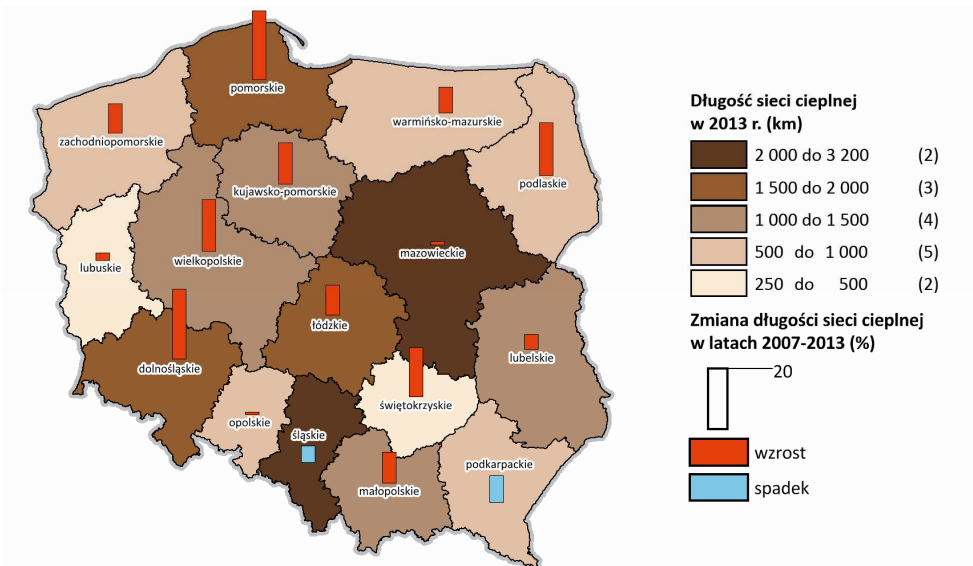 pomorskie
warmińsko-mazurskie
zachodniopomorskie
podlaskie
kujawsko-pomorskie
mazowieckie
wielkopolskie
lubuskie
łódzkie
lubelskie
dolnośląskie
świętokrzyskie
opolskie
śląskie
podkarpackie
małopolskie
Długość sieci cieplnej
w 2013 r. (km)
2 000 do 3 200 (2)
1 500 do 2 000 (3)
1 000 do 1 500 (4)
500 do 1 000 (5)
250 do 500 (2)
Zmiana długości sieci cieplnej
w latach 2007-2013 (%)
20
wzrost
spadek